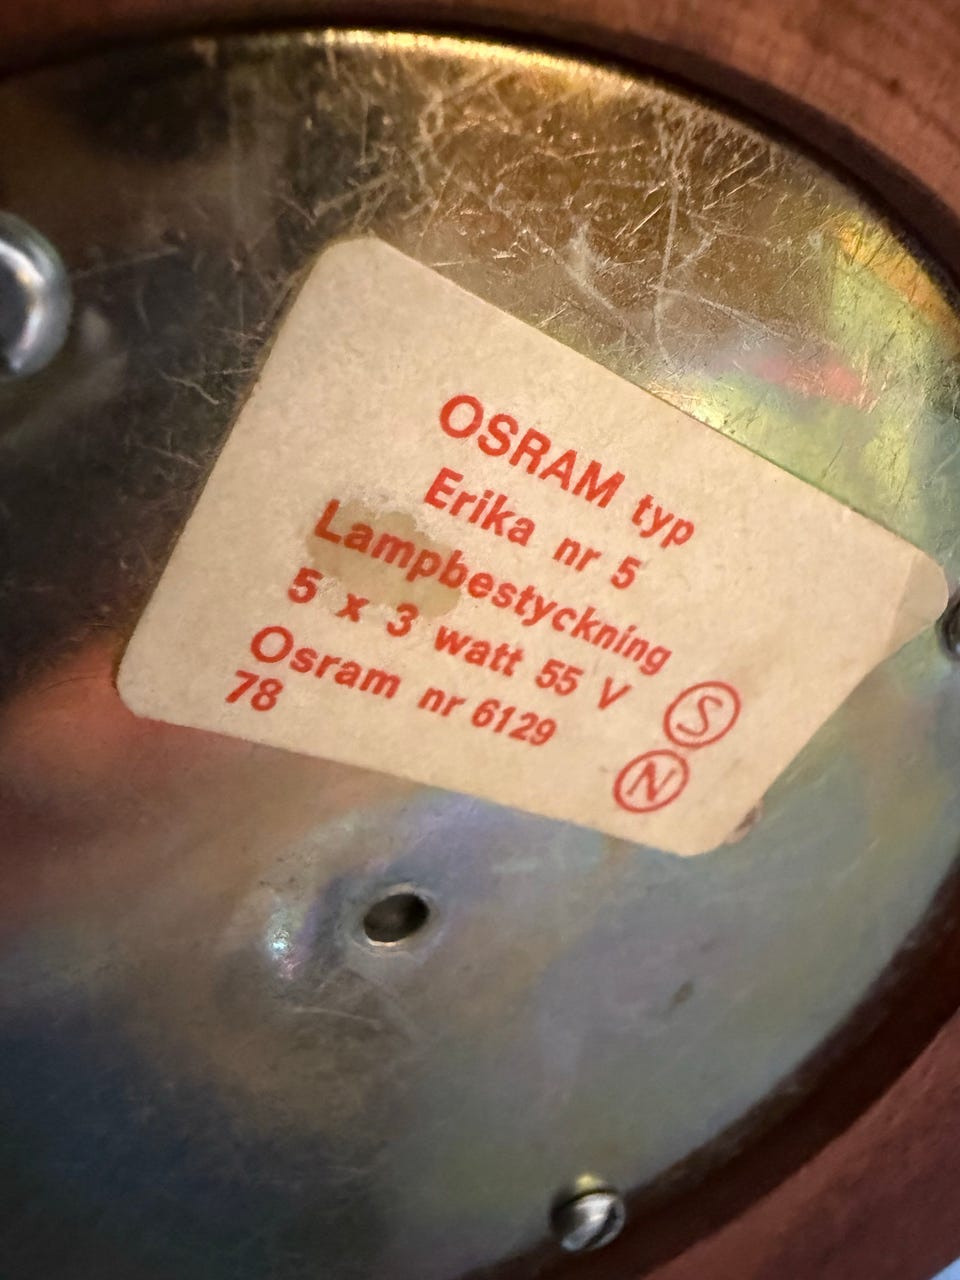 OSRAM typ
Erika nr 5
Lampbestyckning
5 x 3 watt 55 V
Osram nr 6129
78
S
N